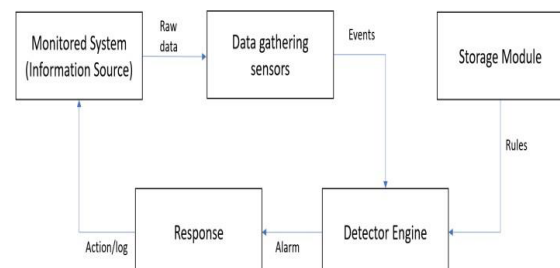 Monitored System
(Information Source)
Raw
data
Data gathering
sensors
Events
Storage Module
Rules
Detector Engine
Alarm
Response
Action/log